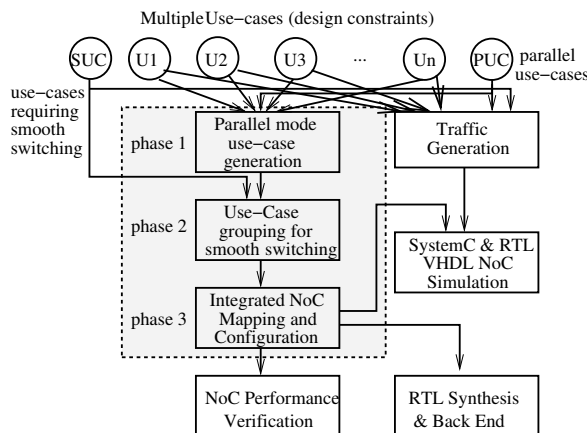 Multiple Use−cases (design constraints)
SUC U1 U2 U3 ... Un PUC
parallel
use−cases
use−cases
requiring
smooth
switching
phase 1
Parallel mode
use−case
generation
Traffic
Generation
phase 2
Use−Case
grouping for
smooth switching
SystemC & RTL
VHDL NoC
Simulation
phase 3
Integrated NoC
Mapping and
Configuration
NoC Performance
Verification
RTL Synthesis
& Back End